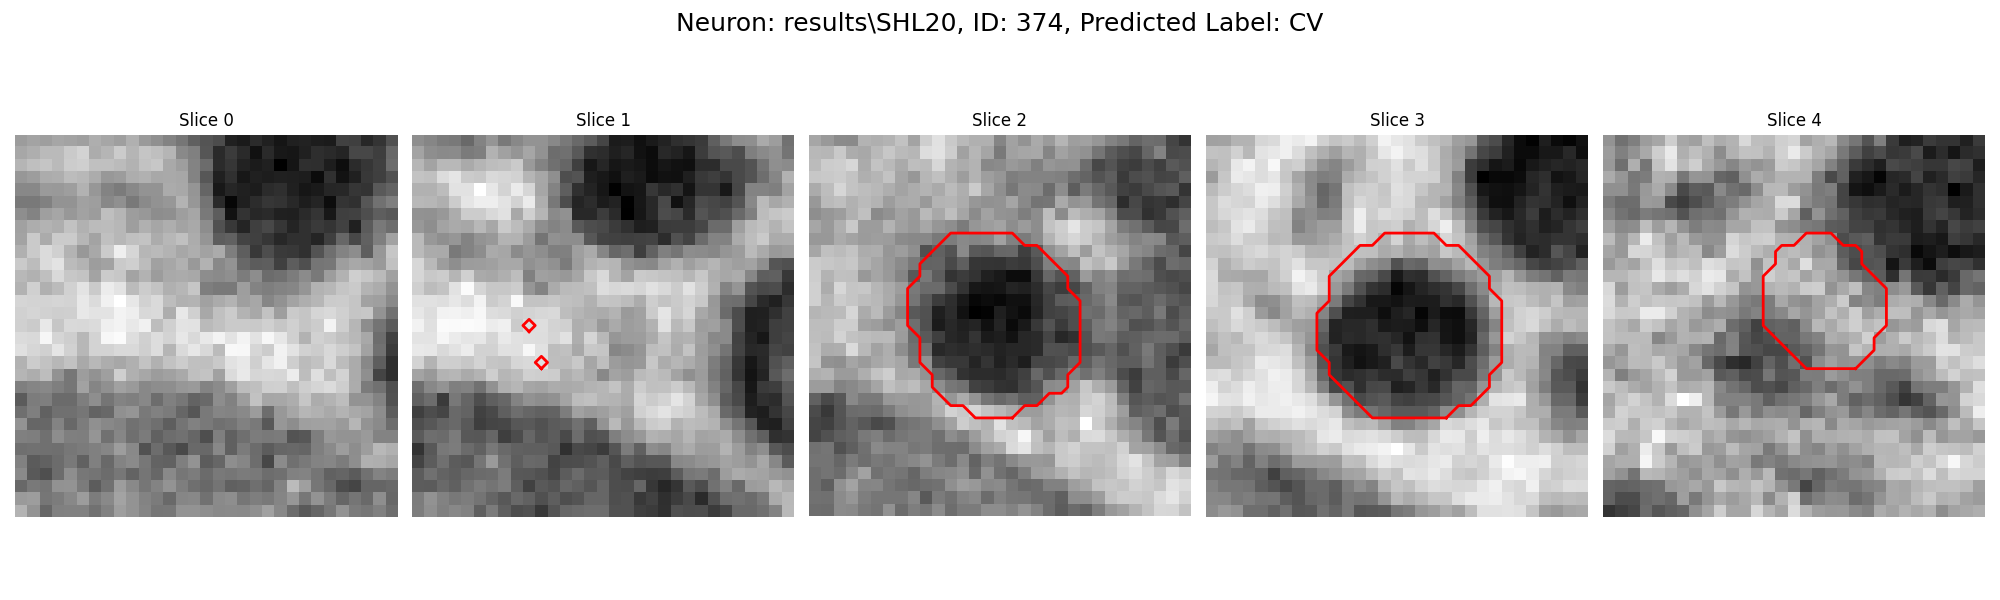 Neuron: results\SHL20, ID: 374, Predicted Label: CV
Slice 0
Slice 1
Slice 2
Slice 3
Slice 4